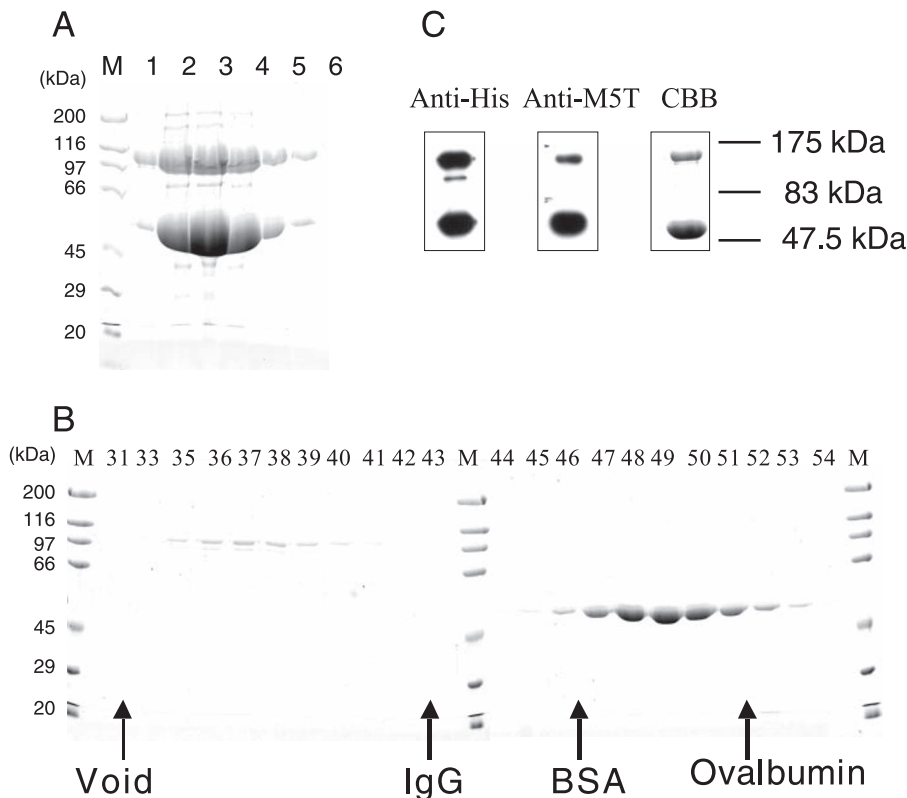 A
(kDa) M 1 2 3 4 5 6
200
116
97
66
45
29
20
C
Anti-His Anti-M5T CBB
175 kDa
83 kDa
47.5 kDa
B
(kDa) M 31 33 35 36 37 38 39 40 41 42 43 M 44 45 46 47 48 49 50 51 52 53 54 M
200
116
97
66
45
29
20
Void IgG BSA Ovalbumin